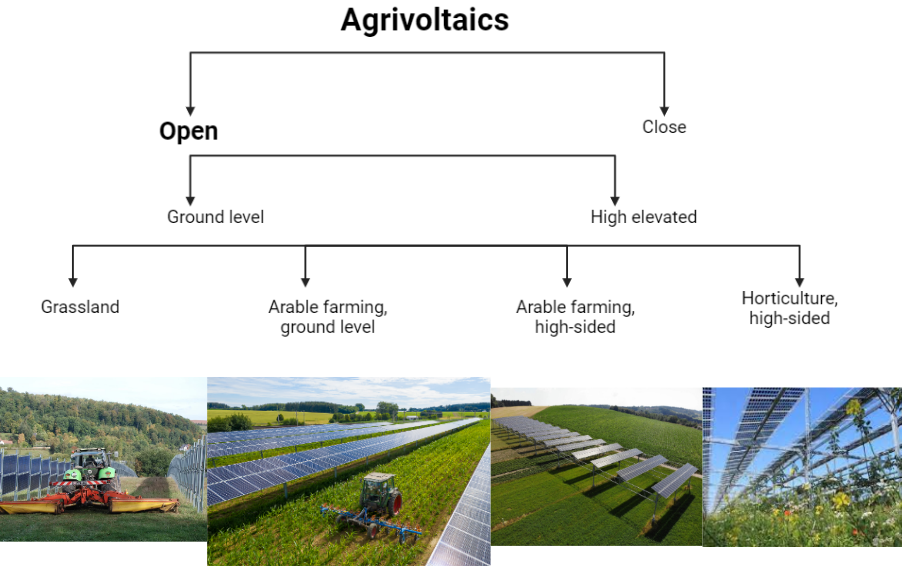 Agrivoltaics
Open
Close
Ground level
High elevated
Grassland
Arable farming,
ground level
Arable farming,
high-sided
Horticulture,
high-sided